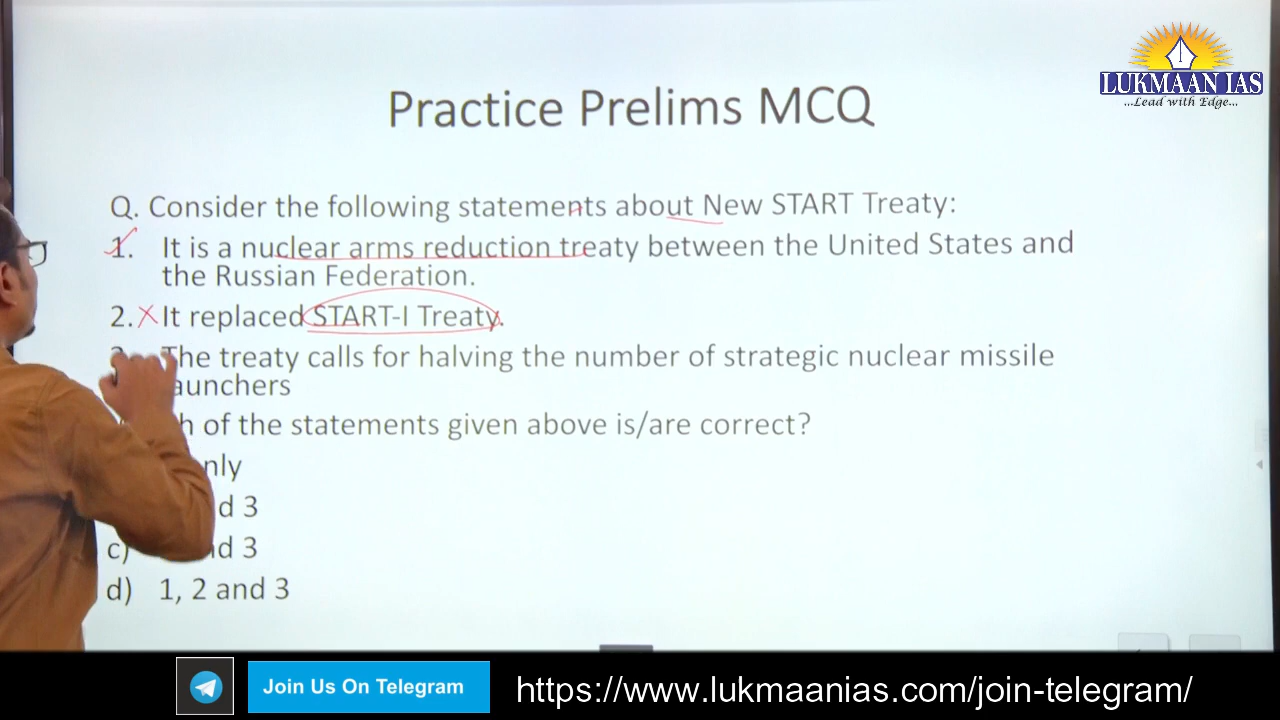 LUKMAAN IAS
...Lead with Edge...
Practice Prelims MCQ
Q. Consider the following statements about New START Treaty:
1. It is a nuclear arms reduction treaty between the United States and
the Russian Federation.
2. It replaced START-I Treaty.
The treaty calls for halving the number of strategic nuclear missile
of the statements given above is/are correct?
3
c) 3
d) 1, 2 and 3
Join Us On Telegram
https://www.lukmaanias.com/join-telegram/